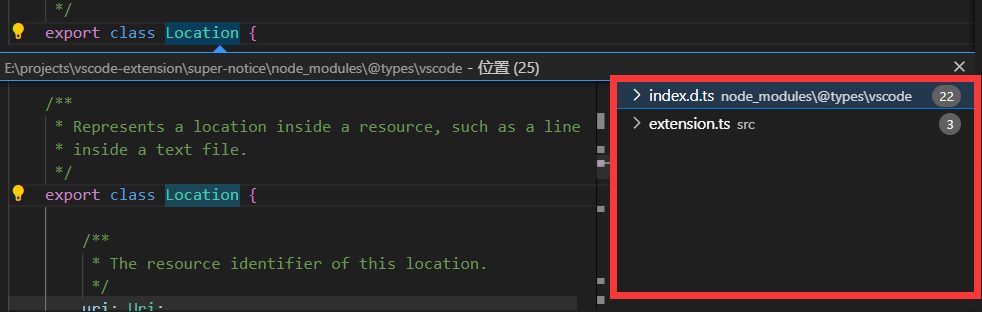 */
export class Location {
E:\projects\vscode-extension\super-notice\node_modules\@types\vscode - 位置 (25)
/**
* Represents a location inside a resource, such as a line
* inside a text file.
*/
export class Location {
/**
* The resource identifier of this location.
*/
uri: Uri;
index.d.ts node_modules\@types\vscode 22
extension.ts src 3